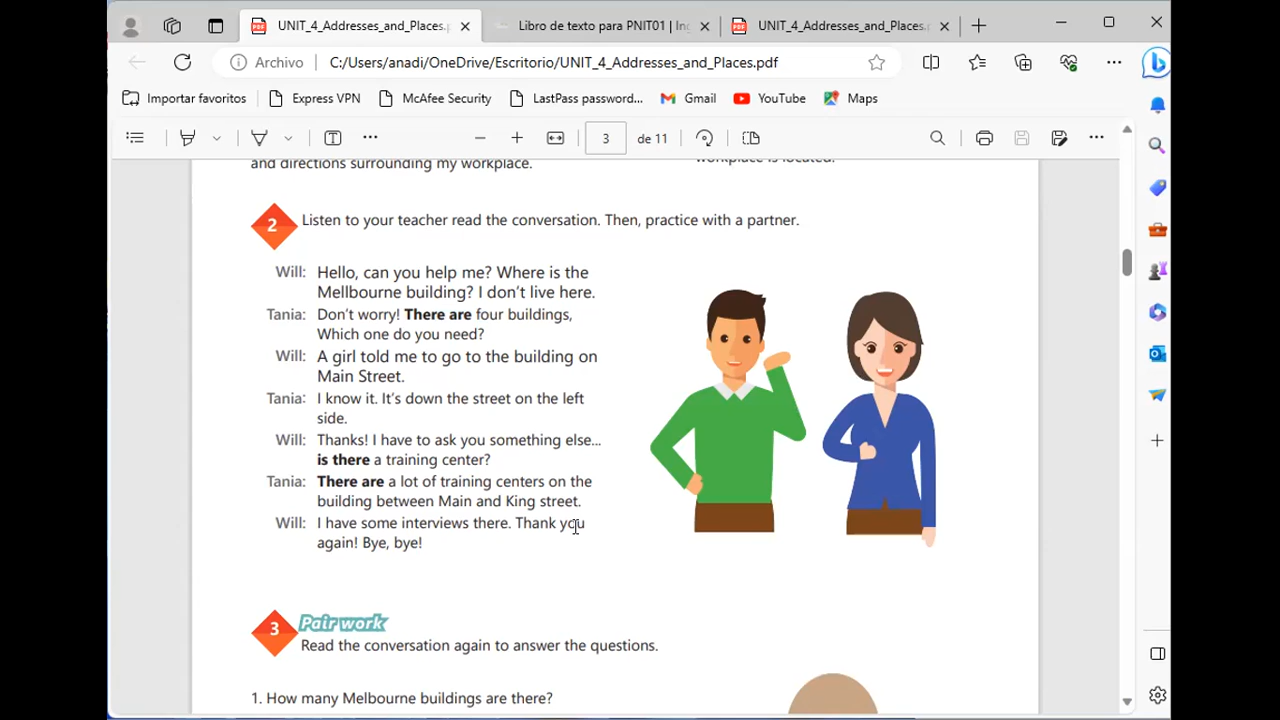 UNIT_4_Addresses_and_Places.
Libro de texto para PNIT01 | Ing
UNIT_4_Addresses_and_Places.
Archivo
C:/Users/anadi/OneDrive/Escritorio/UNIT_4_Addresses_and_Places.pdf
Importar favoritos
Express VPN
McAfee Security
LastPass password...
Gmail
YouTube
Maps
3
de 11
and directions surrounding my workplace.
workplace is located.
2
Listen to your teacher read the conversation. Then, practice with a partner.
Will: Hello, can you help me? Where is the
Mellbourne building? I don't live here.
Tania: Don't worry! There are four buildings,
Which one do you need?
Will: A girl told me to go to the building on
Main Street.
Tania: I know it. It's down the street on the left
side.
Will: Thanks! I have to ask you something else...
is there a training center?
Tania: There are a lot of training centers on the
building between Main and King street.
Will: I have some interviews there. Thank you
again! Bye, bye!
3
Pair work
Read the conversation again to answer the questions.
1. How many Melbourne buildings are there?